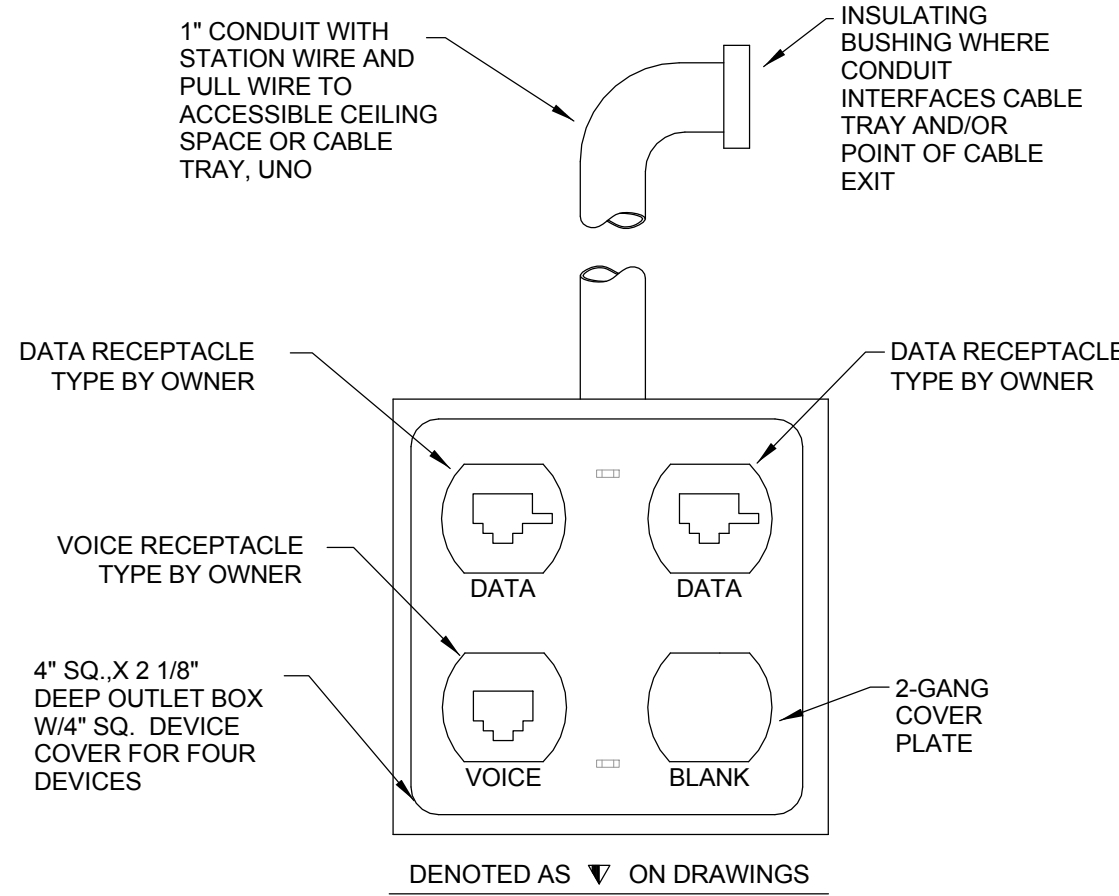 1" CONDUIT WITH
STATION WIRE AND
PULL WIRE TO
ACCESSIBLE CEILING
SPACE OR CABLE
TRAY, UNO
INSULATING
BUSHING WHERE
CONDUIT
INTERFACES CABLE
TRAY AND/OR
POINT OF CABLE
EXIT
DATA RECEPTACLE
TYPE BY OWNER
DATA RECEPTACLE
TYPE BY OWNER
DATA
DATA
VOICE RECEPTACLE
TYPE BY OWNER
4" SQ.,X 2 1/8"
DEEP OUTLET BOX
W/4" SQ. DEVICE
COVER FOR FOUR
DEVICES
2-GANG
COVER
PLATE
VOICE
BLANK
DENOTED AS ▼ ON DRAWINGS